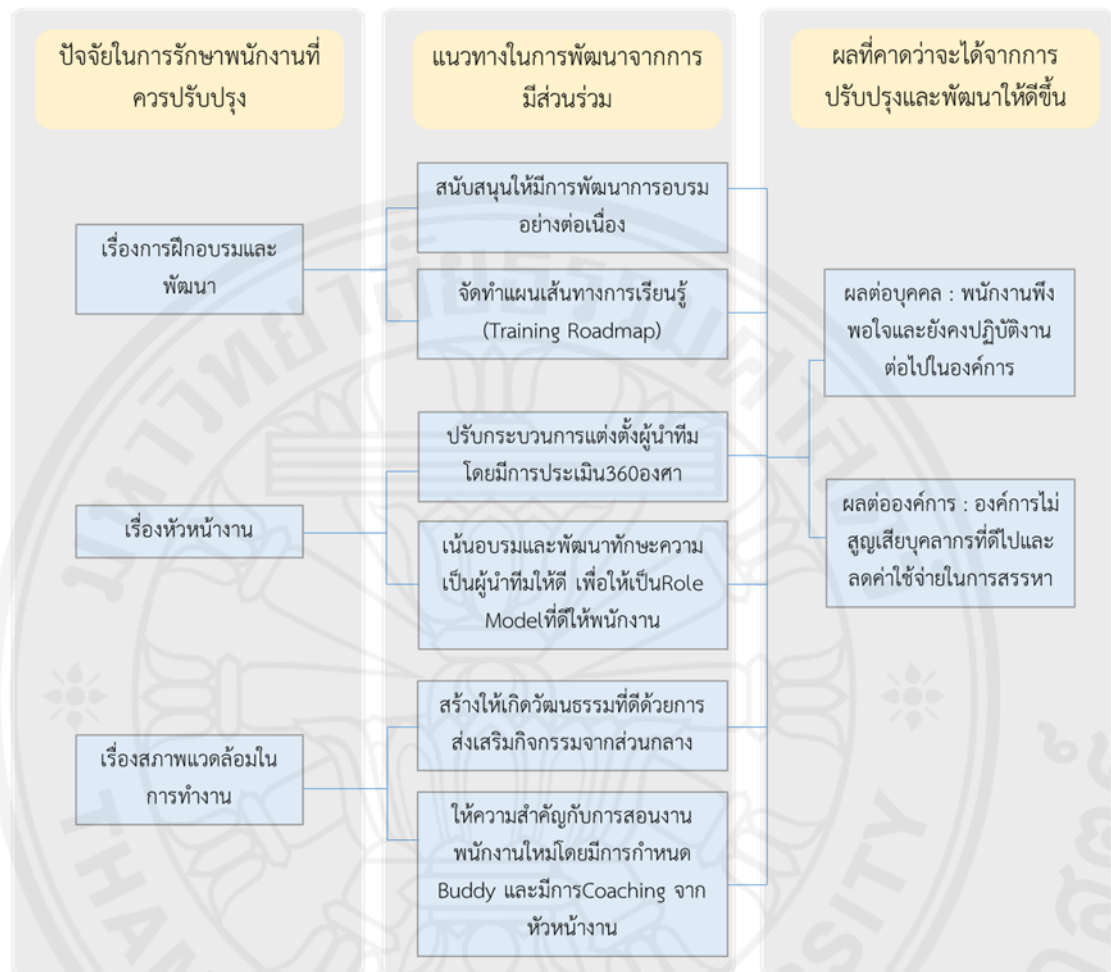 ปัจจัยในการรักษาพนักงานที่
ควรปรับปรุง
เรื่องการฝึกอบรมและ
พัฒนา
เรื่องหัวหน้างาน
เรื่องสภาพแวดล้อมใน
การทำงาน
แนวทางในการพัฒนาจากการ
มีส่วนร่วม
สนับสนุนให้มีการพัฒนาการอบรม
อย่างต่อเนื่อง
จัดทำแผนเส้นทางการเรียนรู้
(Training Roadmap)
ปรับกระบวนการแต่งตั้งผู้นำทีม
โดยมีการประเมิน360องศา
เน้นอบรมและพัฒนาทักษะความ
เป็นผู้นำทีมให้ดี เพื่อให้เป็นRole
Modelที่ดีให้พนักงาน
สร้างให้เกิดวัฒนธรรมที่ดีด้วยการ
ส่งเสริมกิจกรรมจากส่วนกลาง
ให้ความสำคัญกับการสอนงาน
พนักงานใหม่โดยมีการกำหนด
Buddy และมีการCoaching จาก
หัวหน้างาน
ผลที่คาดว่าจะได้จากการ
ปรับปรุงและพัฒนาให้ดีขึ้น
ผลต่อบุคคล : พนักงานพึง
พอใจและยังคงปฏิบัติงาน
ต่อไปในองค์การ
ผลต่อองค์การ : องค์การไม่
สูญเสียบุคลากรที่ดีไปและ
ลดค่าใช้จ่ายในการสรรหา